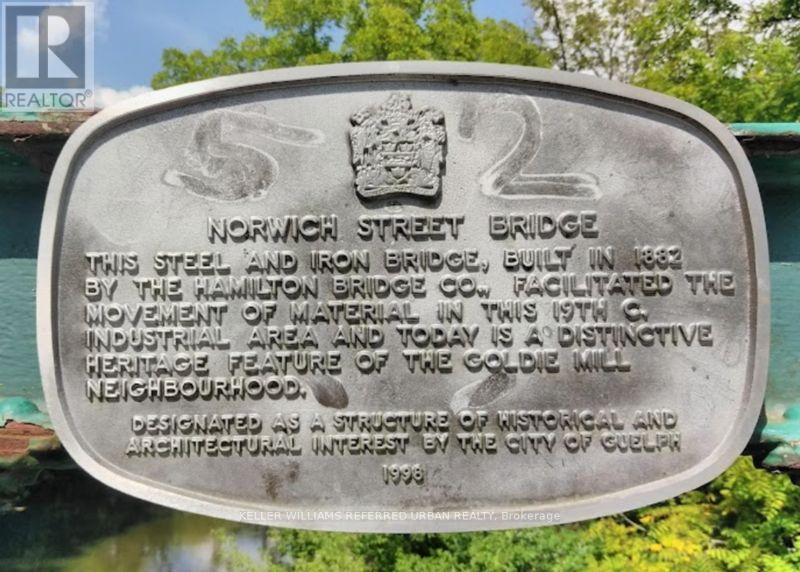 R
REALTOR®
5 2
NORWICH STREET BRIDGE
THIS STEEL AND IRON BRIDGE, BUILT IN 1882
BY THE HAMILTON BRIDGE CO., FACILITATED THE
MOVEMENT OF MATERIAL IN THIS 19TH C.
INDUSTRIAL AREA AND TODAY IS A DISTINCTIVE
HERITAGE FEATURE OF THE GOLDIE MILL
NEIGHBOURHOOD.
DESIGNATED AS A STRUCTURE OF HISTORICAL AND
ARCHITECTURAL INTEREST BY THE CITY OF GUELPH
1998
KELLER WILLIAMS REFERRED URBAN REALTY, Brokerage